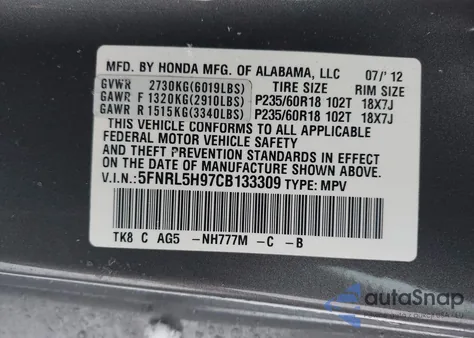 MFD. BY HONDA MFG. OF ALABAMA, LLC 07/'12
GVWR 2730KG(6019LBS) TIRE SIZE RIM SIZE
GAWR F 1320KG(2910LBS) P235/60R18 102T 18X7J
GAWR R 1515KG(3340LBS) P235/60R18 102T 18X7J
THIS VEHICLE CONFORMS TO ALL APPLICABLE
FEDERAL MOTOR VEHICLE SAFETY STANDARDS IN EFFECT
ON THE DATE OF MANUFACTURE SHOWN ABOVE.
V.I.N.:5FNRL5H97CB133309 TYPE: MPV
TK8 C AG5 -NH777M -C -B
autoSnap